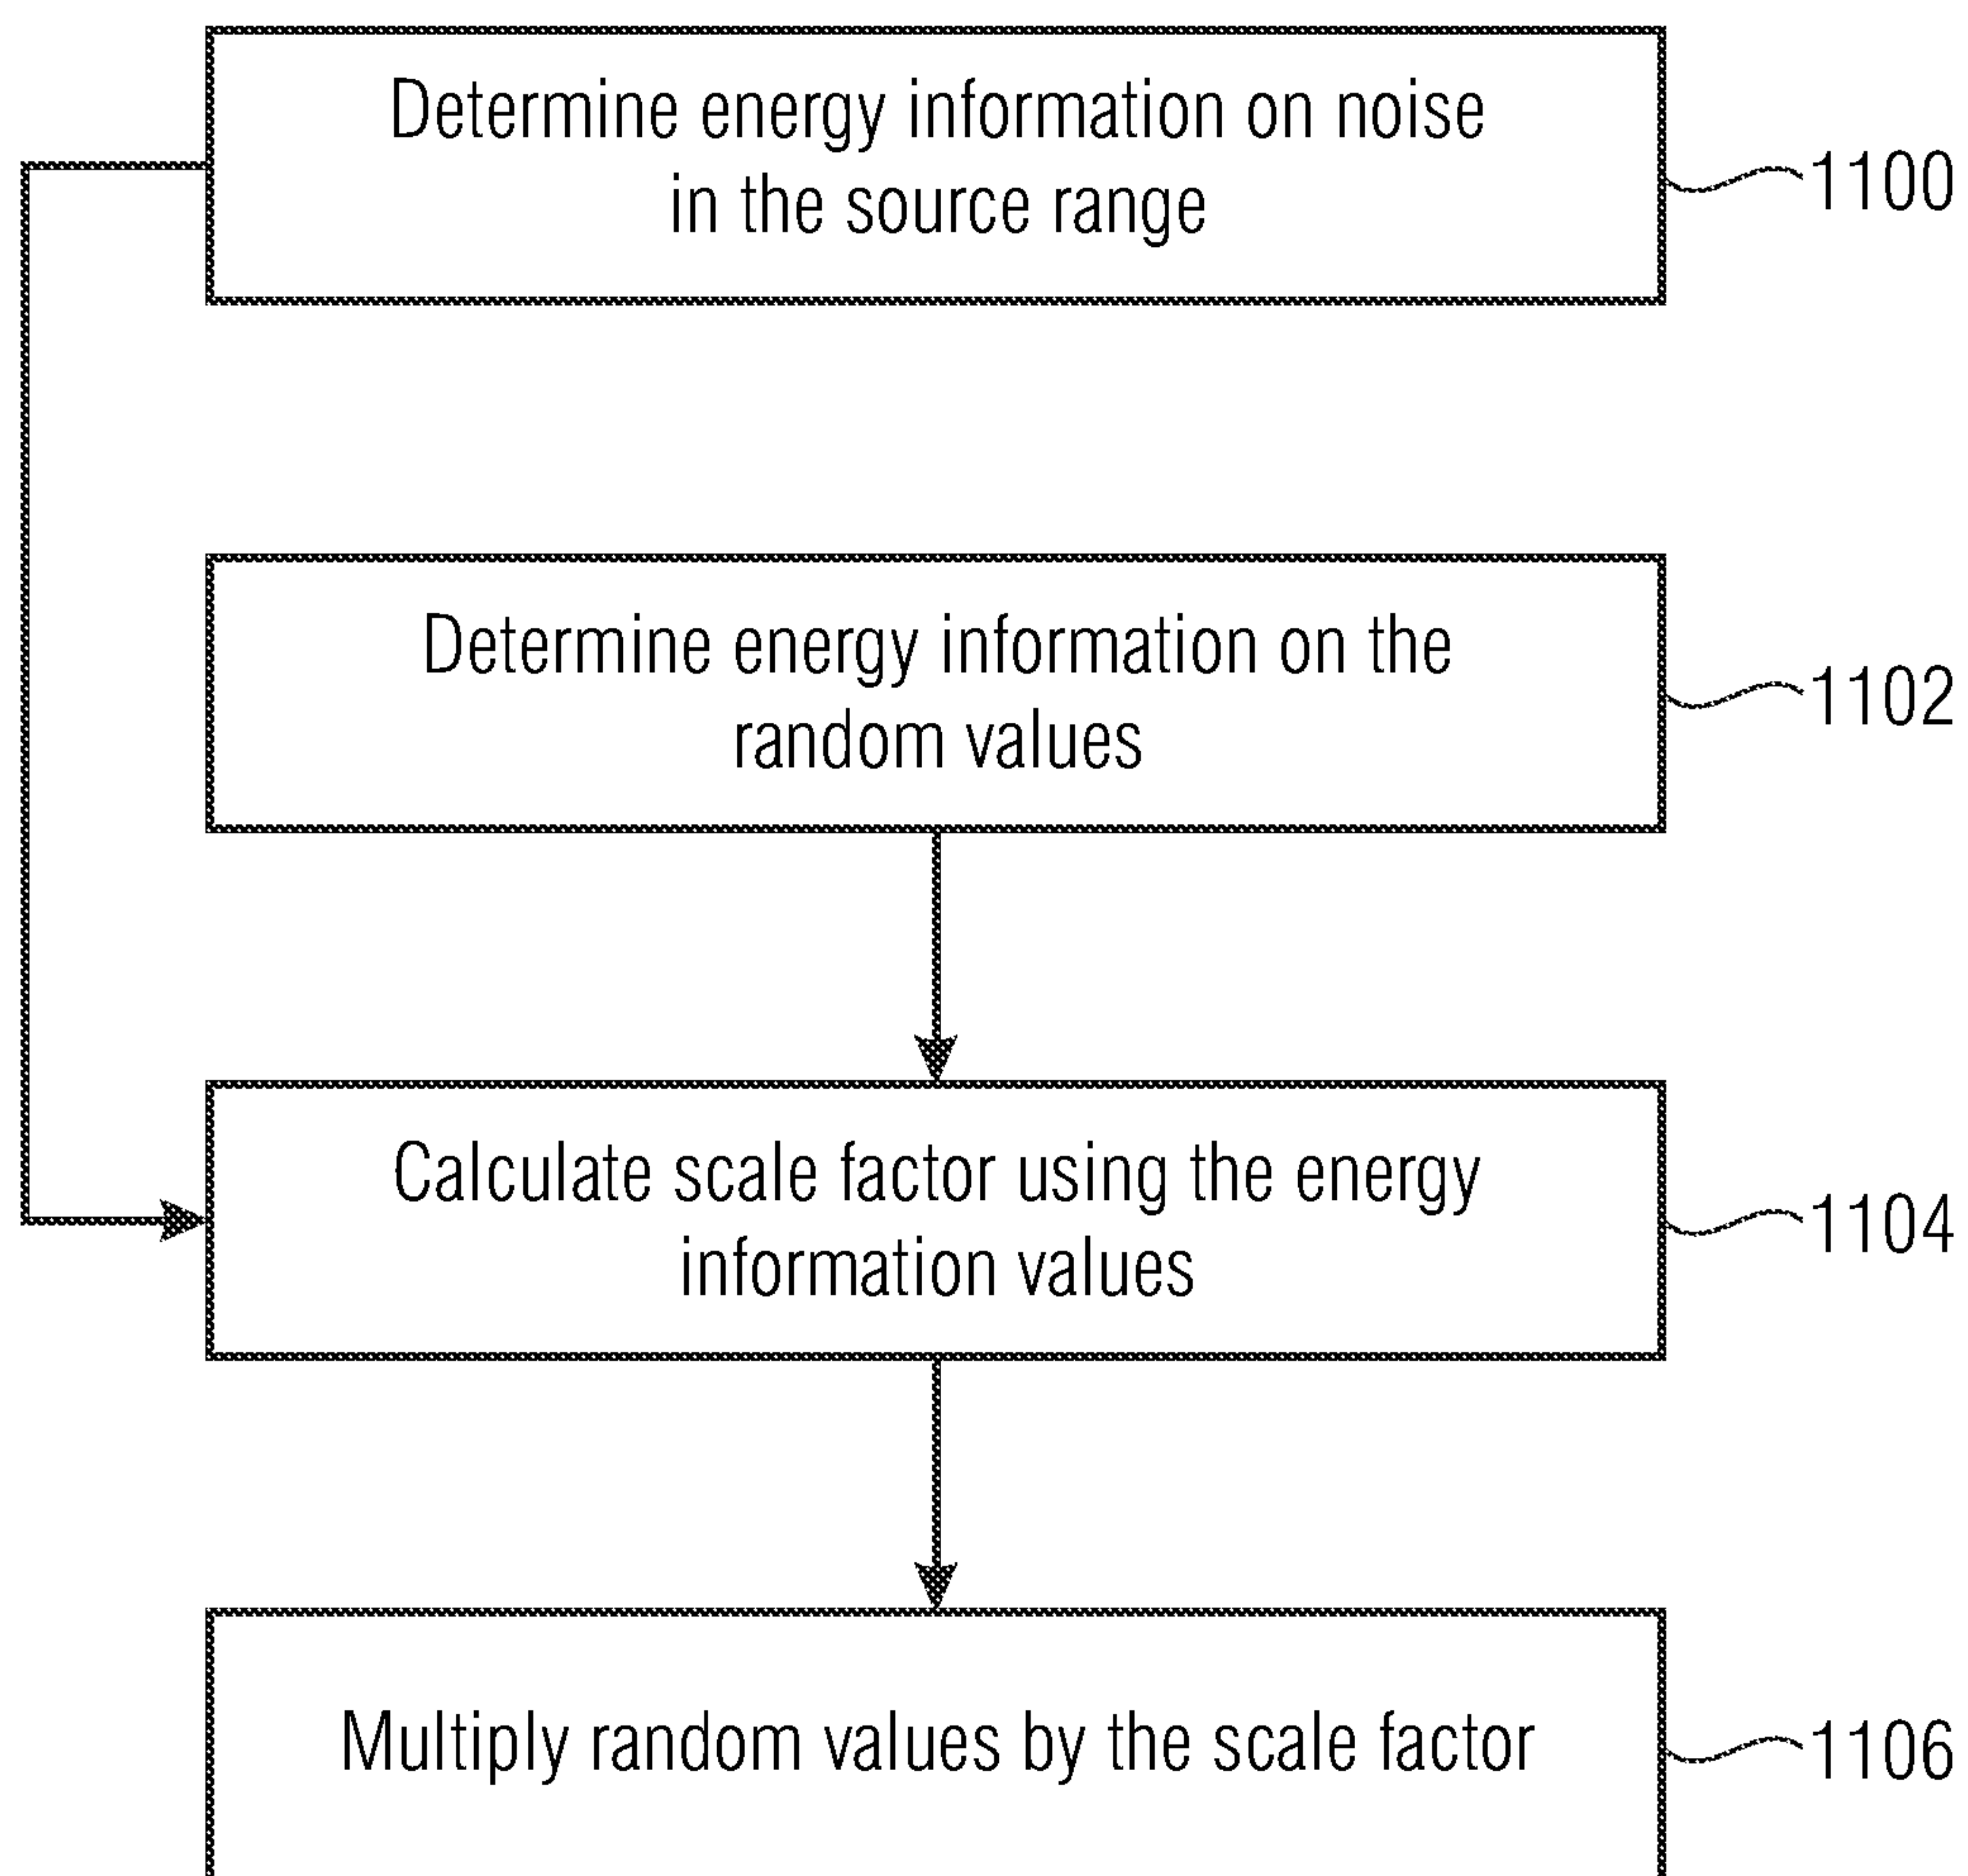 Determine energy information on noise
in the source range
1100
Determine energy information on the
random values
1102
Calculate scale factor using the energy
information values
1104
Multiply random values by the scale factor
1106